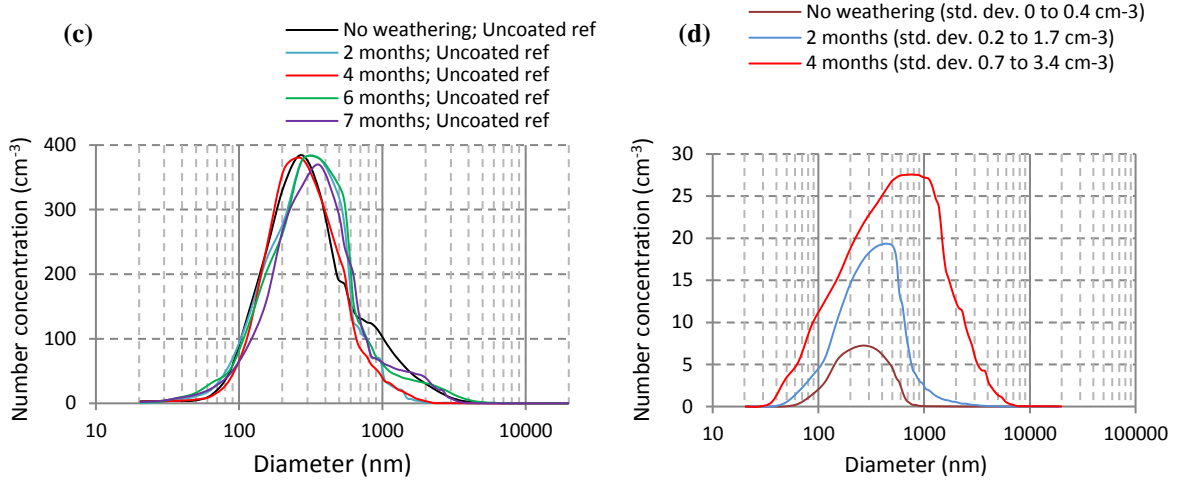 (c)
No weathering; Uncoated ref
2 months; Uncoated ref
4 months; Uncoated ref
6 months; Uncoated ref
7 months; Uncoated ref
Number concentration (cm-3)
400
300
200
100
0
10 100 1000 10000
Diameter (nm)
(d)
No weathering (std. dev. 0 to 0.4 cm-3)
2 months (std. dev. 0.2 to 1.7 cm-3)
4 months (std. dev. 0.7 to 3.4 cm-3)
Number concentration (cm-3)
30
25
20
15
10
5
0
10 100 1000 10000 100000
Diameter (nm)